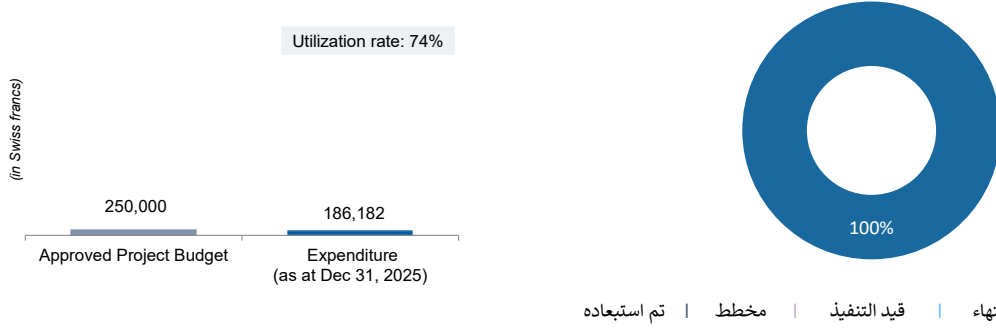 Utilization rate: 74%
(in Swiss francs)
250,000
186,182
Approved Project Budget
Expenditure
(as at Dec 31, 2025)
100%
قيد التنفيذ
مخطط
تم استبعاده